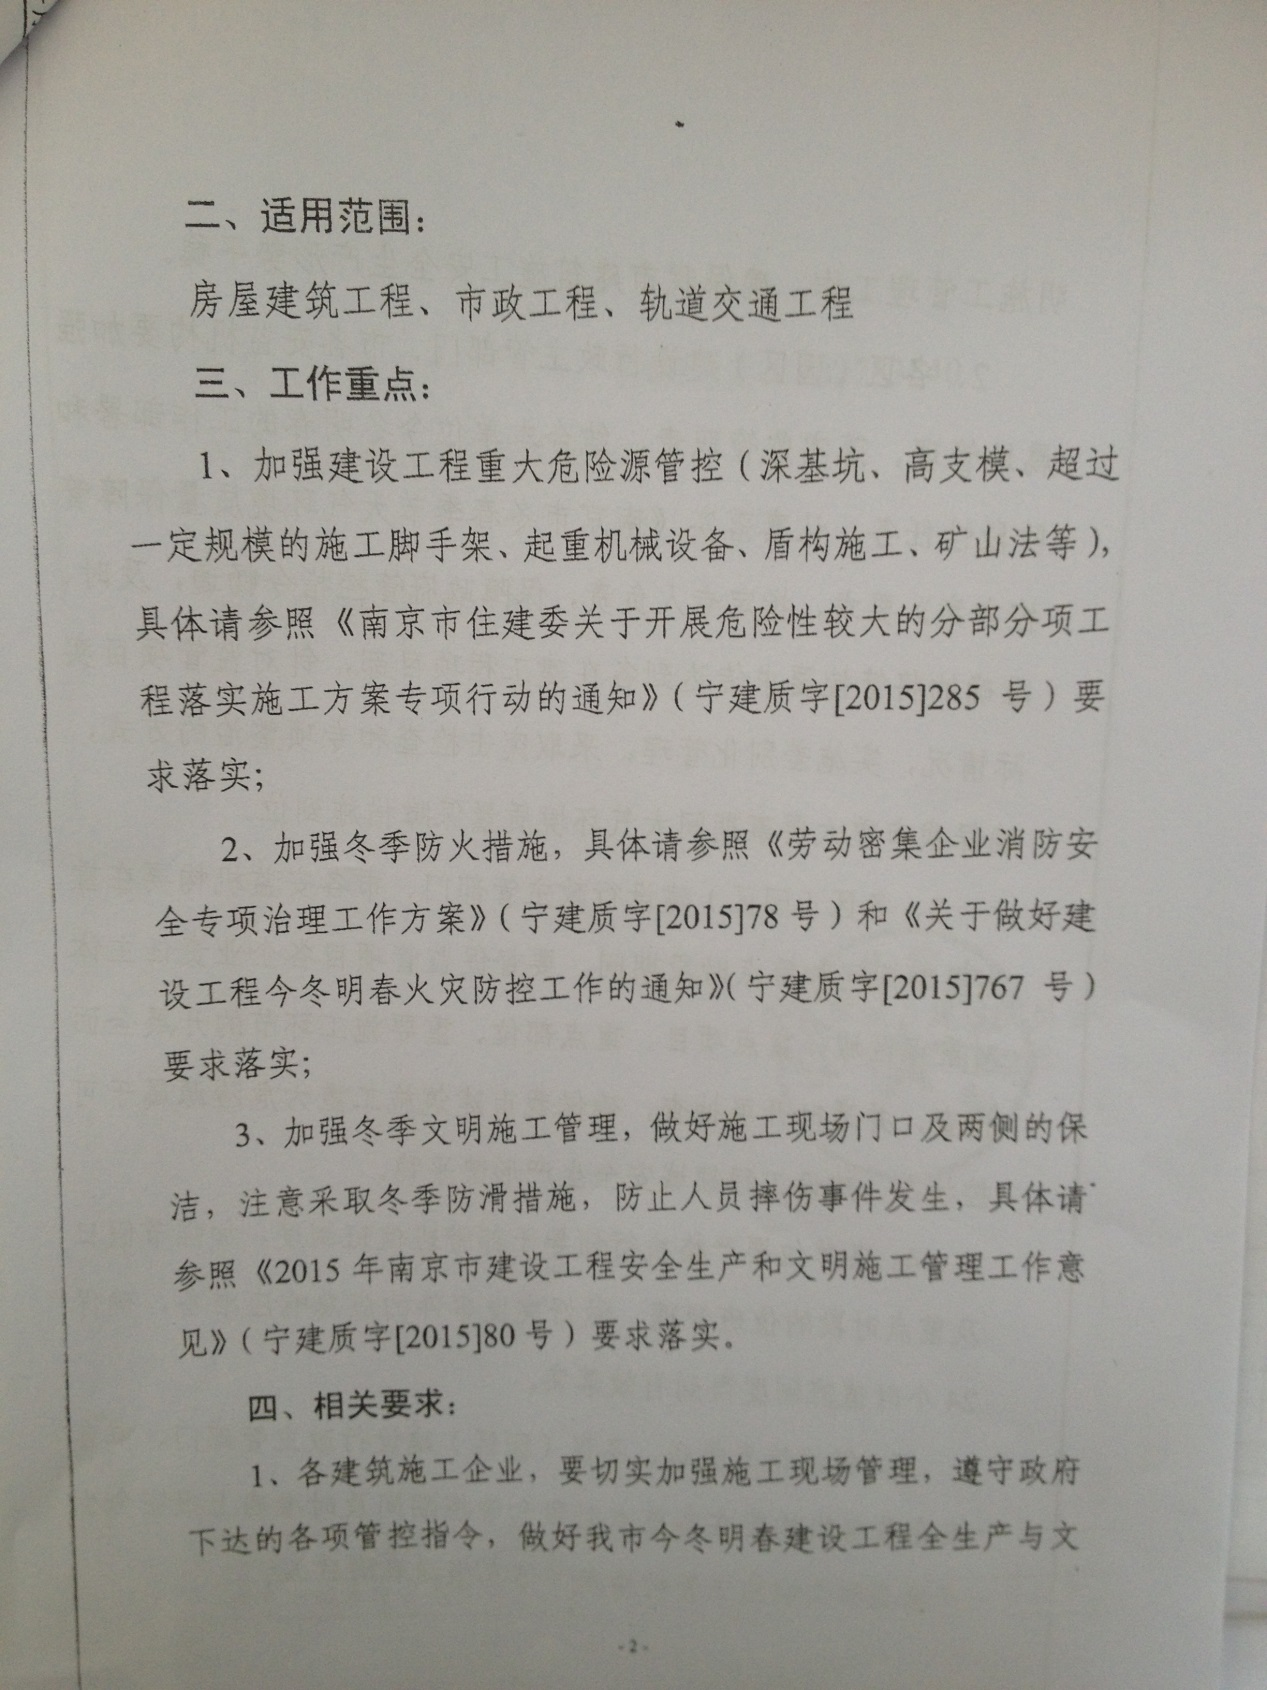 二、适用范围：
房屋建筑工程、市政工程、轨道交通工程
三、工作重点：
1、加强建设工程重大危险源管控（深基坑、高支模、超过
一定规模的施工脚手架、起重机械设备、盾构施工、矿山法等），
具体请参照《南京市住建委关于开展危险性较大的分部分项工
程落实施工方案专项行动的通知》（宁建质字[2015]285 号）要
求落实；
2、加强冬季防火措施，具体请参照《劳动密集企业消防安
全专项治理工作方案》（宁建质字[2015]78 号）和《关于做好建
设工程今冬明春火灾防控工作的通知》（宁建质字[2015]767 号）
要求落实；
3、加强冬季文明施工管理，做好施工现场门口及两侧的保
洁，注意采取冬季防滑措施，防止人员摔伤事件发生，具体请
参照《2015 年南京市建设工程安全生产和文明施工管理工作意
见》（宁建质字[2015]80 号）要求落实。
四、相关要求：
1、各建筑施工企业，要切实加强施工现场管理，遵守政府
下达的各项管控指令，做好我市今冬明春建设工程全生产与文
- 2 -